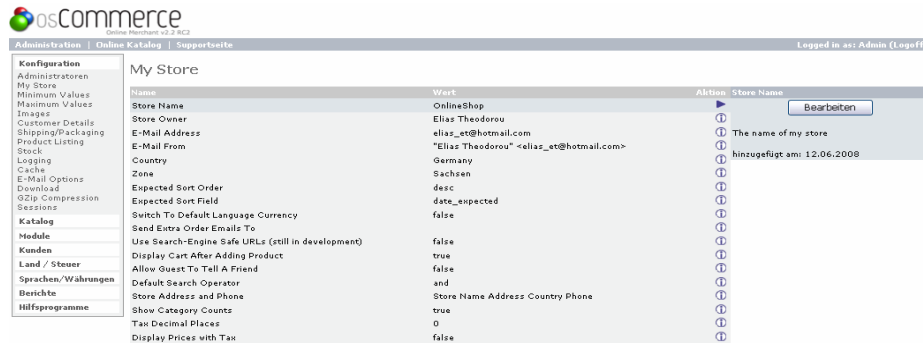 osCommerce
Online Merchant v2.2 RC2
Administration | Online Katalog | Supportseite
Logged in as: Admin (Logoff
Konfiguration
Administratoren
My Store
Minimum Values
Maximum Values
Images
Customer Details
Shipping/Packaging
Product Listing
Stock
Logging
Cache
E-Mail Options
Download
GZip Compression
Sessions
Katalog
Module
Kunden
Land / Steuer
Sprachen/Währungen
Berichte
Hilfsprogramme
My Store
Name Wert Aktion
Store Name OnlineShop
Store Owner Elias Theodorou
E-Mail Address elias_et@hotmail.com
E-Mail From "Elias Theodorou" <elias_et@hotmail.com>
Country Germany
Zone Sachsen
Expected Sort Order desc
Expected Sort Field date_expected
Switch To Default Language Currency false
Send Extra Order Emails To
Use Search-Engine Safe URLs (still in development) false
Display Cart After Adding Product true
Allow Guest To Tell A Friend false
Default Search Operator and
Store Address and Phone Store Name Address Country Phone
Show Category Counts true
Tax Decimal Places 0
Display Prices with Tax false
Store Name
Bearbeiten
The name of my store
hinzugefügt am: 12.06.2008